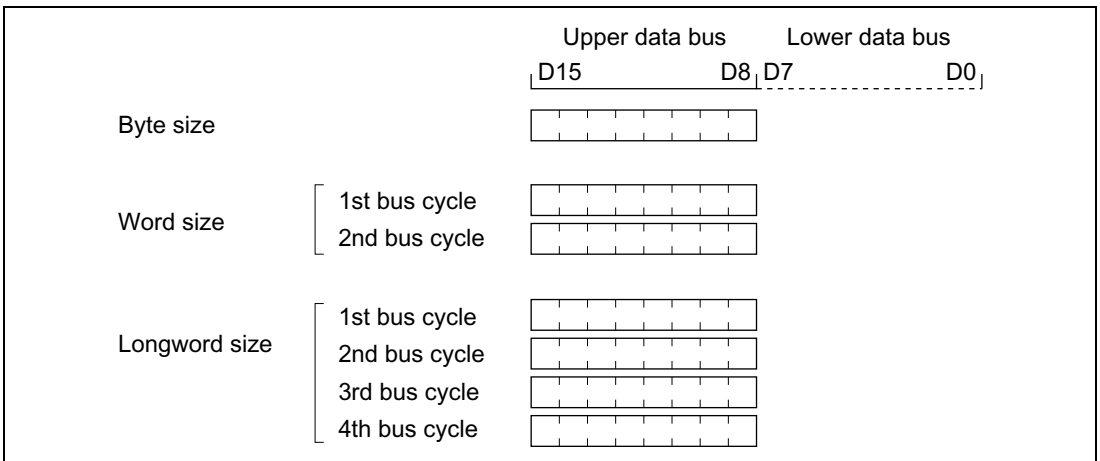 Upper data bus Lower data bus
D15 D8 D7 D0
Byte size
Word size
1st bus cycle
2nd bus cycle
Longword size
1st bus cycle
2nd bus cycle
3rd bus cycle
4th bus cycle